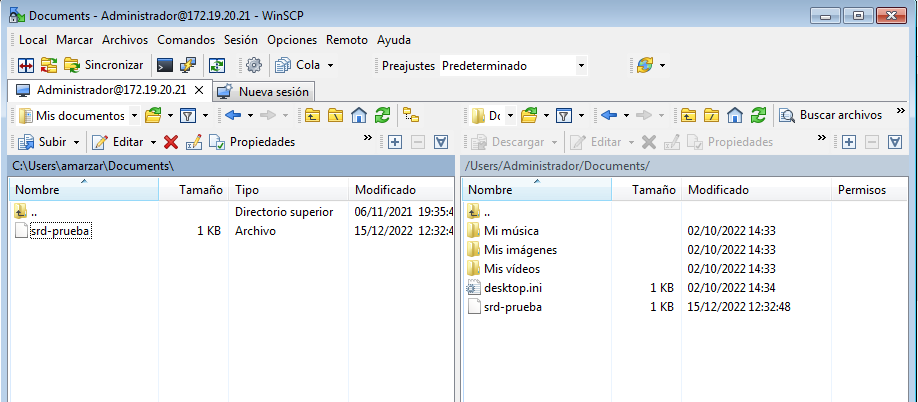 Documents - Administrador@172.19.20.21 - WinSCP
Local Marcar Archivos Comandos Sesión Opciones Remoto Ayuda
Sincronizar Cola Preajustes Predeterminado
Administrador@172.19.20.21 Nueva sesión
Mis documentos Dc Buscar archivos
Subir Editar Propiedades Descargar Editar Propiedades
C:\Users\amarzar\Documents\ /Users/Administrador/Documents/
Nombre Tamaño Tipo Modificado Nombre Tamaño Modificado Permisos
.. Directorio superior 06/11/2021 19:35:4 ..
srd-prueba 1 KB Archivo 15/12/2022 12:32:4 Mi música 02/10/2022 14:33
Mis imágenes 02/10/2022 14:33
Mis vídeos 02/10/2022 14:33
desktop.ini 1 KB 02/10/2022 14:34
srd-prueba 1 KB 15/12/2022 12:32:48